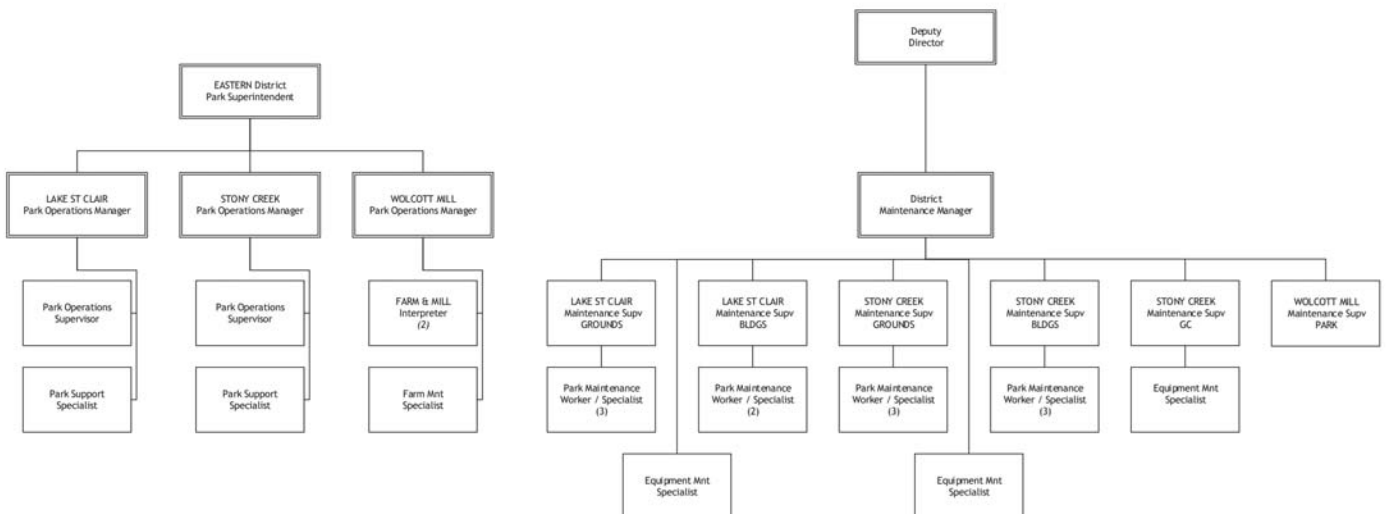 Deputy
Director
EASTERN District
Park Superintendent
LAKE ST CLAIR
Park Operations Manager
STONY CREEK
Park Operations Manager
WOLCOTT MILL
Park Operations Manager
District
Maintenance Manager
Park Operations
Supervisor
Park Operations
Supervisor
FARM & MILL
Interpreter
(2)
LAKE ST CLAIR
Maintenance Supv
GROUNDS
LAKE ST CLAIR
Maintenance Supv
BLDGS
STONY CREEK
Maintenance Supv
GROUNDS
STONY CREEK
Maintenance Supv
BLDGS
STONY CREEK
Maintenance Supv
GC
WOLCOTT MILL
Maintenance Supv
PARK
Park Support
Specialist
Park Support
Specialist
Farm Mnt
Specialist
Park Maintenance
Worker / Specialist
(3)
Park Maintenance
Worker / Specialist
(2)
Park Maintenance
Worker / Specialist
(3)
Park Maintenance
Worker / Specialist
(3)
Equipment Mnt
Specialist
Equipment Mnt
Specialist
Equipment Mnt
Specialist